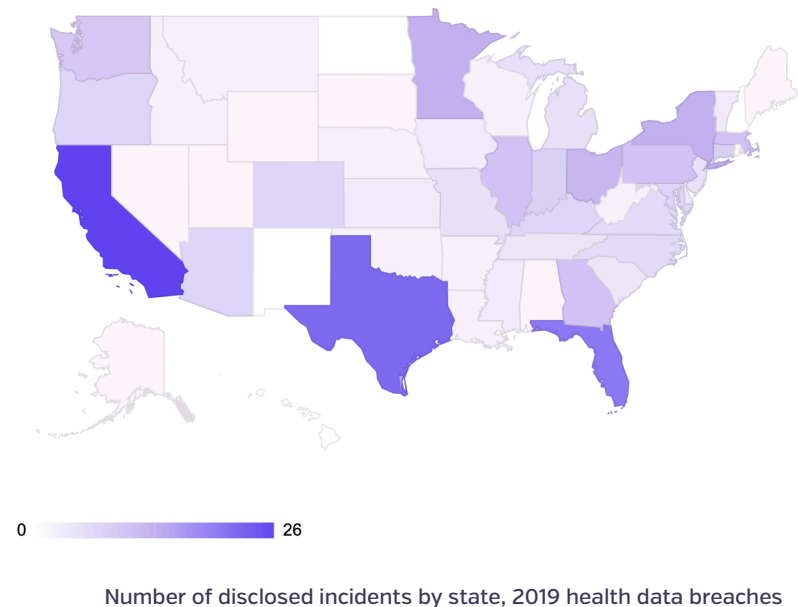 0 26
Number of disclosed incidents by state, 2019 health data breaches